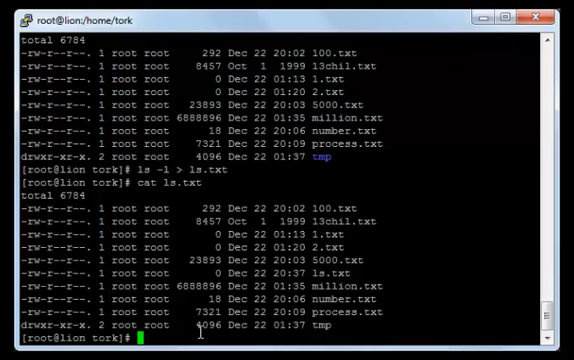 root@lion:/home/tork
total 6784
-rw-r--r--. 1 root root 292 Dec 22 20:02 100.txt
-rw-r--r--. 1 root root 8457 Oct 1 1999 13chil.txt
-rw-r--r--. 1 root root 0 Dec 22 01:13 1.txt
-rw-r--r--. 1 root root 0 Dec 22 01:20 2.txt
-rw-r--r--. 1 root root 23893 Dec 22 20:03 5000.txt
-rw-r--r--. 1 root root 6888896 Dec 22 01:35 million.txt
-rw-r--r--. 1 root root 18 Dec 22 20:06 number.txt
-rw-r--r--. 1 root root 7321 Dec 22 20:09 process.txt
drwxr-xr-x. 2 root root 4096 Dec 22 01:37 tmp
[root@lion tork]# ls -l > ls.txt
[root@lion tork]# cat ls.txt
total 6784
-rw-r--r--. 1 root root 292 Dec 22 20:02 100.txt
-rw-r--r--. 1 root root 8457 Oct 1 1999 13chil.txt
-rw-r--r--. 1 root root 0 Dec 22 01:13 1.txt
-rw-r--r--. 1 root root 0 Dec 22 01:20 2.txt
-rw-r--r--. 1 root root 23893 Dec 22 20:03 5000.txt
-rw-r--r--. 1 root root 0 Dec 22 20:37 ls.txt
-rw-r--r--. 1 root root 6888896 Dec 22 01:35 million.txt
-rw-r--r--. 1 root root 18 Dec 22 20:06 number.txt
-rw-r--r--. 1 root root 7321 Dec 22 20:09 process.txt
drwxr-xr-x. 2 root root 4096 Dec 22 01:37 tmp
[root@lion tork]#